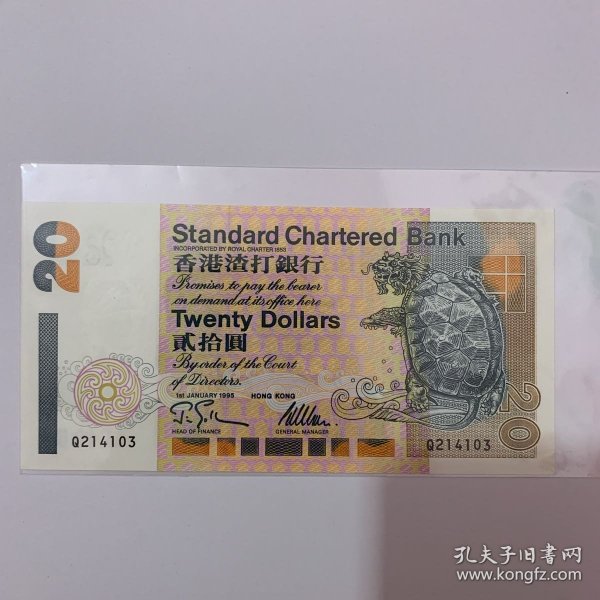 20
Standard Chartered Bank
INCORPORATED BY ROYAL CHARTER 1853
香港渣打銀行
Promises to pay the bearer
on demand at its office here
Twenty Dollars
貳拾圓
By order of the Court
of Directors.
1st JANUARY 1995 HONG KONG
HEAD OF FINANCE GENERAL MANAGER
Q214103
Q214103
20
孔夫子旧書网
www.kongfz.com